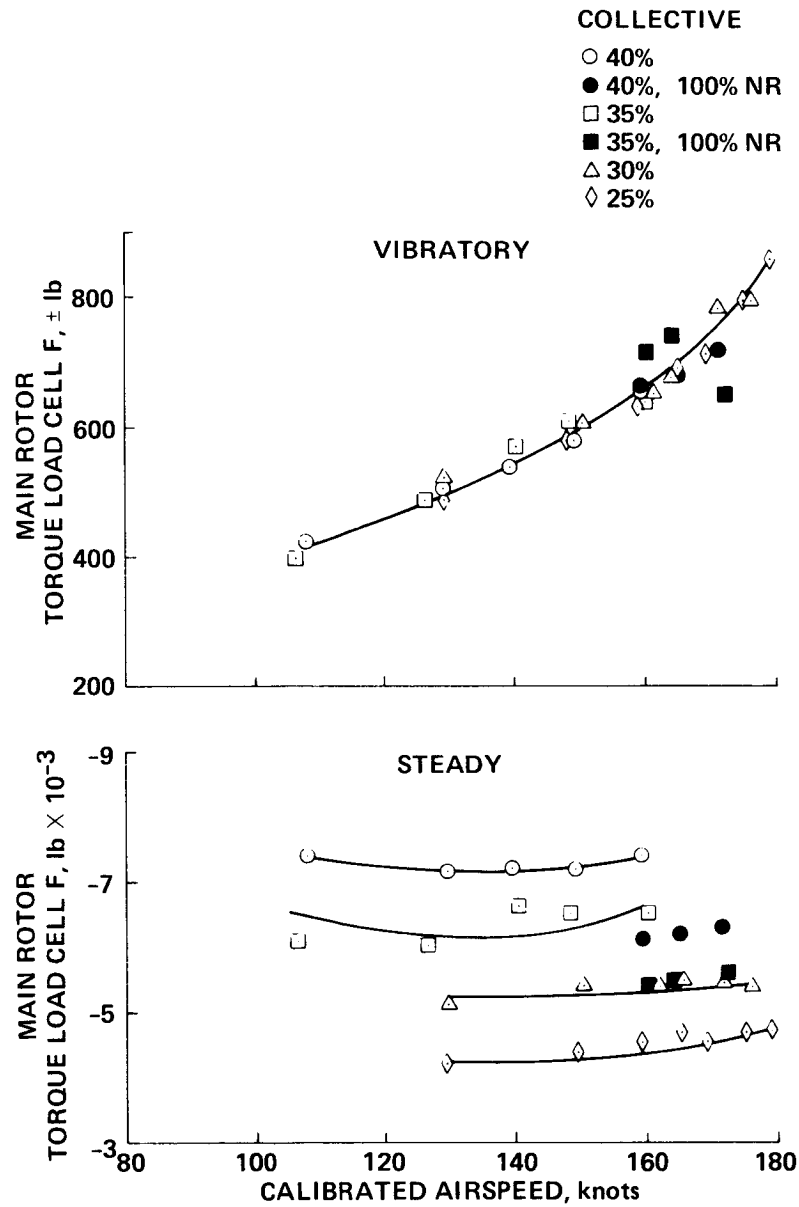 COLLECTIVE
40%
40%, 100% NR
35%
35%, 100% NR
30%
25%
VIBRATORY
MAIN ROTOR
TORQUE LOAD CELL F, ± lb
800
600
400
200
STEADY
MAIN ROTOR
TORQUE LOAD CELL F, lb × 10⁻³
-9
-7
-5
-3
80 100 120 140 160 180
CALIBRATED AIRSPEED, knots